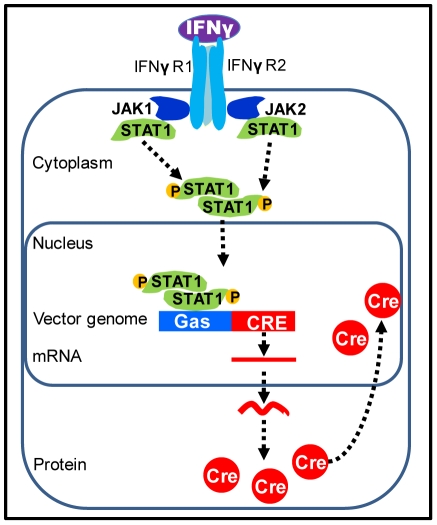 IFNγ
IFNγ R1
IFNγ R2
JAK1
JAK2
STAT1
STAT1
Cytoplasm
P
STAT1
STAT1
P
Nucleus
P
STAT1
STAT1
P
Cre
Vector genome
Gas
CRE
Cre
mRNA
Protein
Cre
Cre
Cre